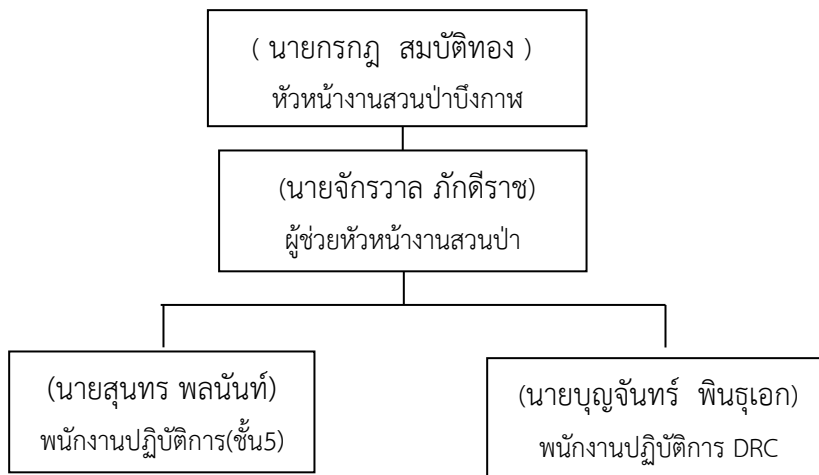 ( นายกรกฎ  สมบัติทอง )
หัวหน้างานสวนป่าบึงกาฬ
(นายจักรวาล ภักดีราช)
ผู้ช่วยหัวหน้างานสวนป่า
(นายสุนทร พลนันท์)
พนักงานปฏิบัติการ(ชั้น5)
(นายบุญจันทร์  พินธุเอก)
พนักงานปฏิบัติการ DRC